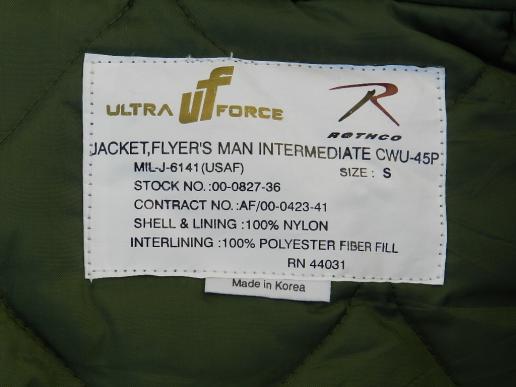 ULTRA UF FORCE
R
ROTHCO
JACKET,FLYER'S MAN INTERMEDIATE CWU-45P
MIL-J-6141(USAF) SIZE : S
STOCK NO.:00-0827-36
CONTRACT NO.:AF/00-0423-41
SHELL & LINING :100% NYLON
INTERLINING :100% POLYESTER FIBER FILL
RN 44031
Made in Korea